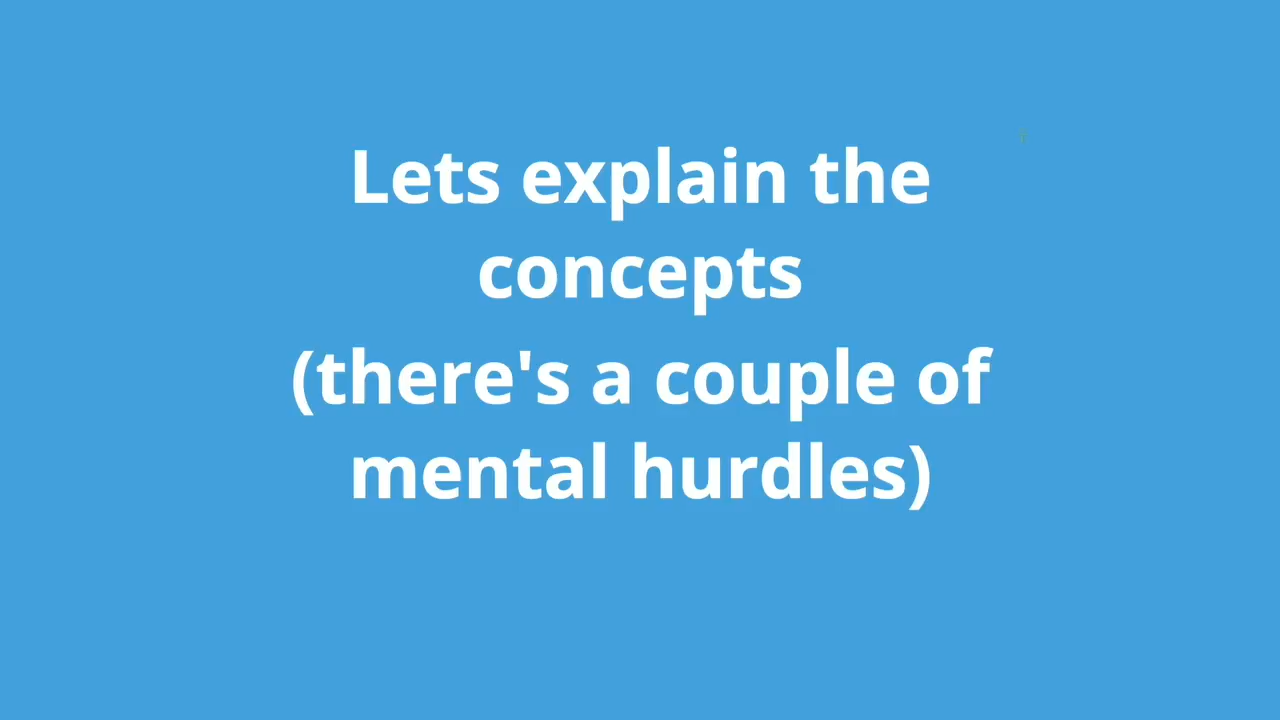 Lets explain the
concepts
(there's a couple of
mental hurdles)